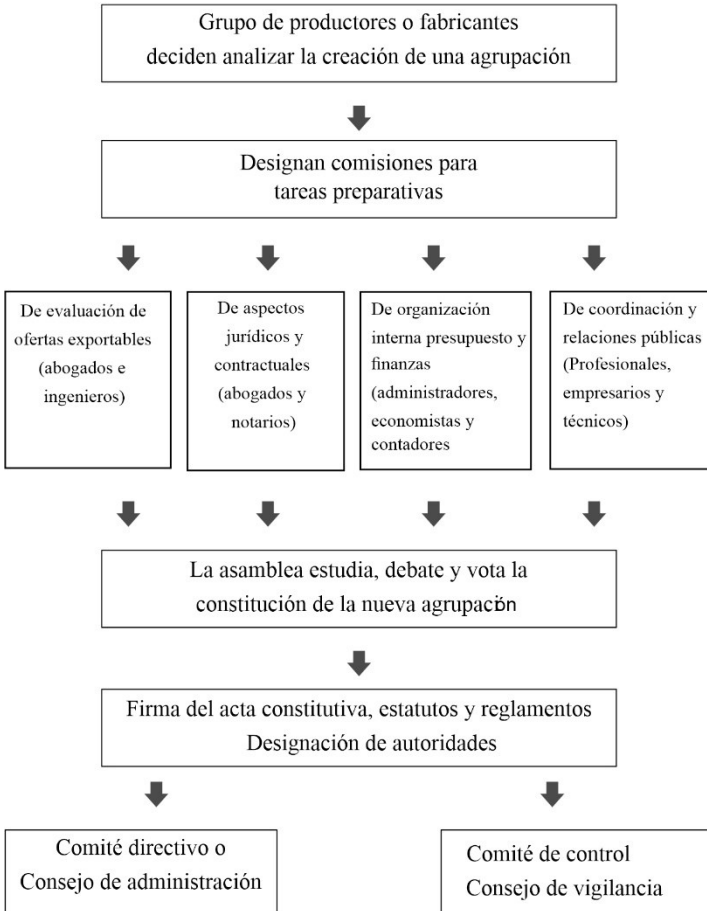 Grupo de productores o fabricantes
deciden analizar la creación de una agrupación
Designan comisiones para
tareas preparativas
De evaluación de
ofertas exportables
(abogados e
ingenieros)
De aspectos
jurídicos y
contractuales
(abogados y
notarios)
De organización
interna presupuesto y
finanzas
(administradores,
economistas y
contadores
De coordinación y
relaciones públicas
(Profesionales,
empresarios y
técnicos)
La asamblea estudia, debate y vota la
constitución de la nueva agrupación
Firma del acta constitutiva, estatutos y reglamentos
Designación de autoridades
Comité directivo o
Consejo de administración
Comité de control
Consejo de vigilancia